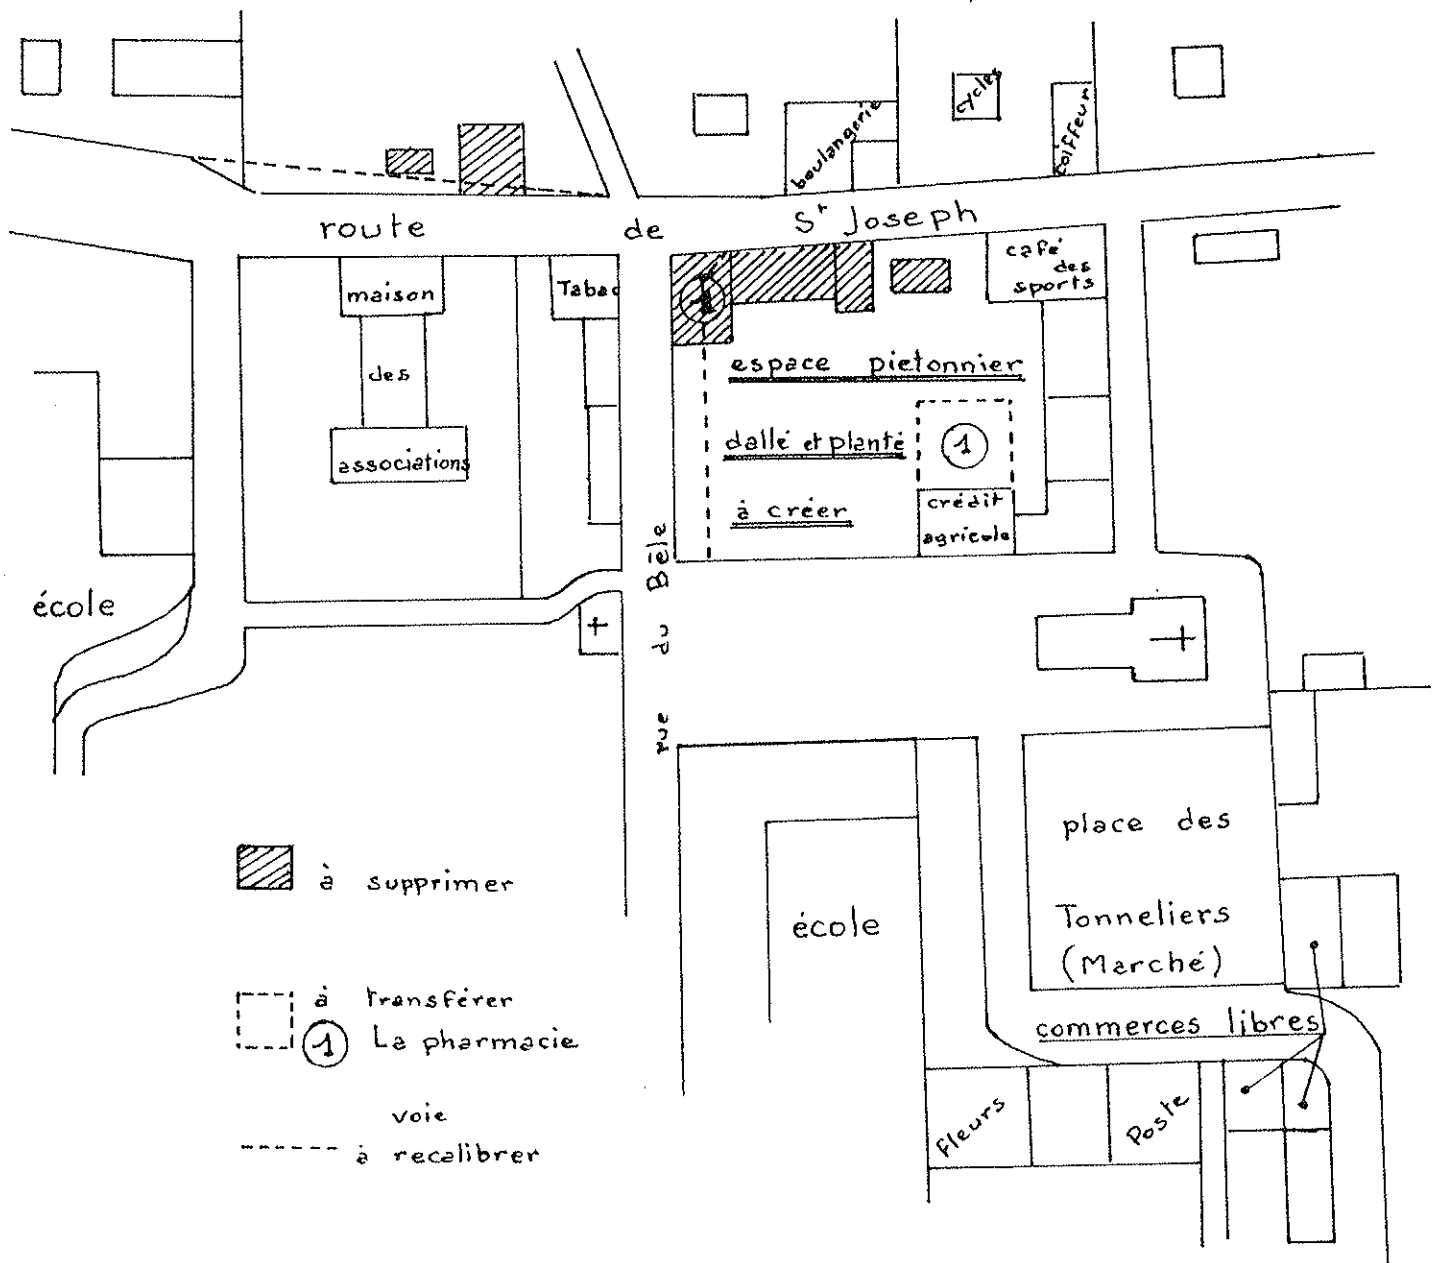 boulangerie
cycles
coiffeur
route de St Joseph
maison
des
associations
Tabac
1
café
des
sports
espace pietonnier
dallé et planté
à créer
1
crédit
agricole
école
rue du Bèle
à supprimer
à transférer
1 La pharmacie
voie
à recalibrer
école
place des
Tonneliers
(Marché)
commerces libres
Fleurs
Poste